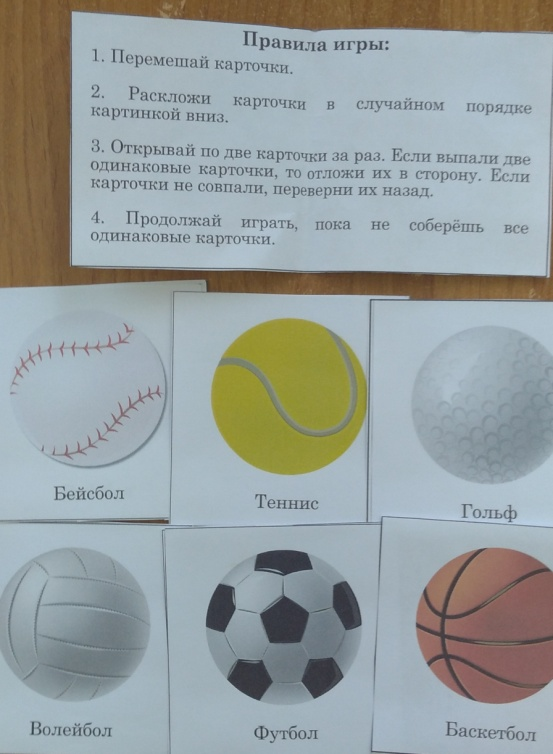 Правила игры:
1. Перемешай карточки.
2. Раскложи карточки в случайном порядке
картинкой вниз.
3. Открывай по две карточки за раз. Если выпали две
одинаковые карточки, то отложи их в сторону. Если
карточки не совпали, переверни их назад.
4. Продолжай играть, пока не соберёшь все
одинаковые карточки.
Бейсбол
Теннис
Гольф
Волейбол
Футбол
Баскетбол